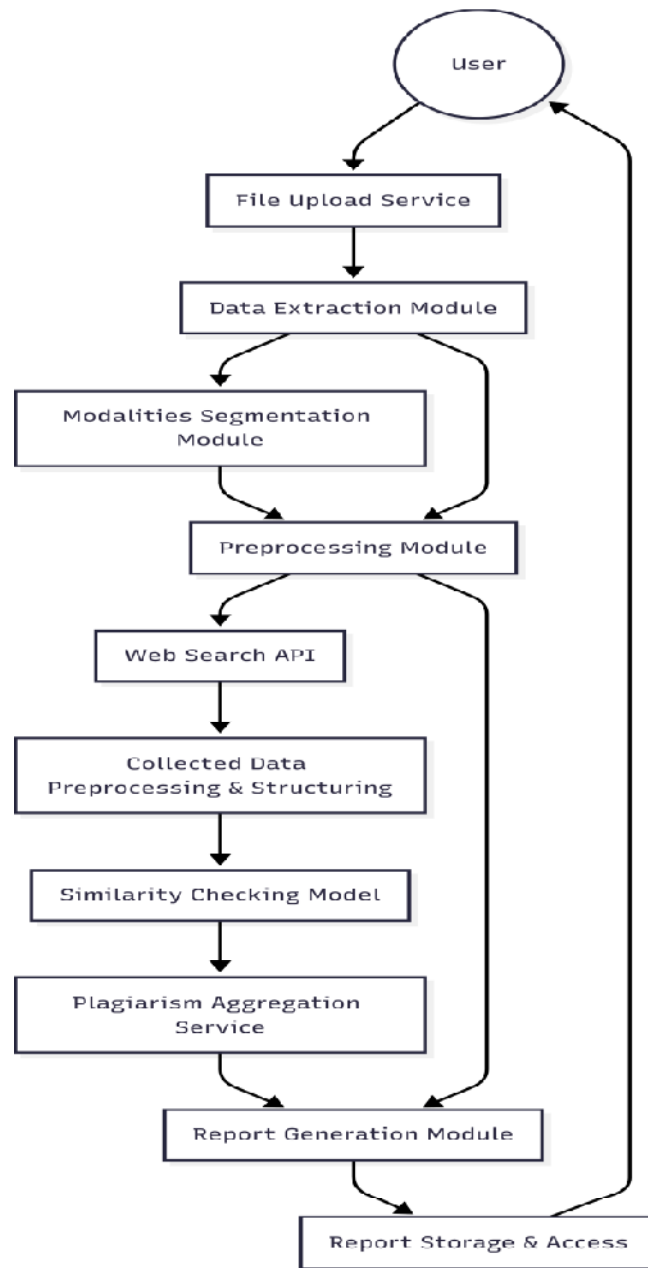 User
File Upload Service
Data Extraction Module
Modalities Segmentation
Module
Preprocessing Module
Web Search API
Collected Data
Preprocessing & Structuring
Similarity Checking Model
Plagiarism Aggregation
Service
Report Generation Module
Report Storage & Access